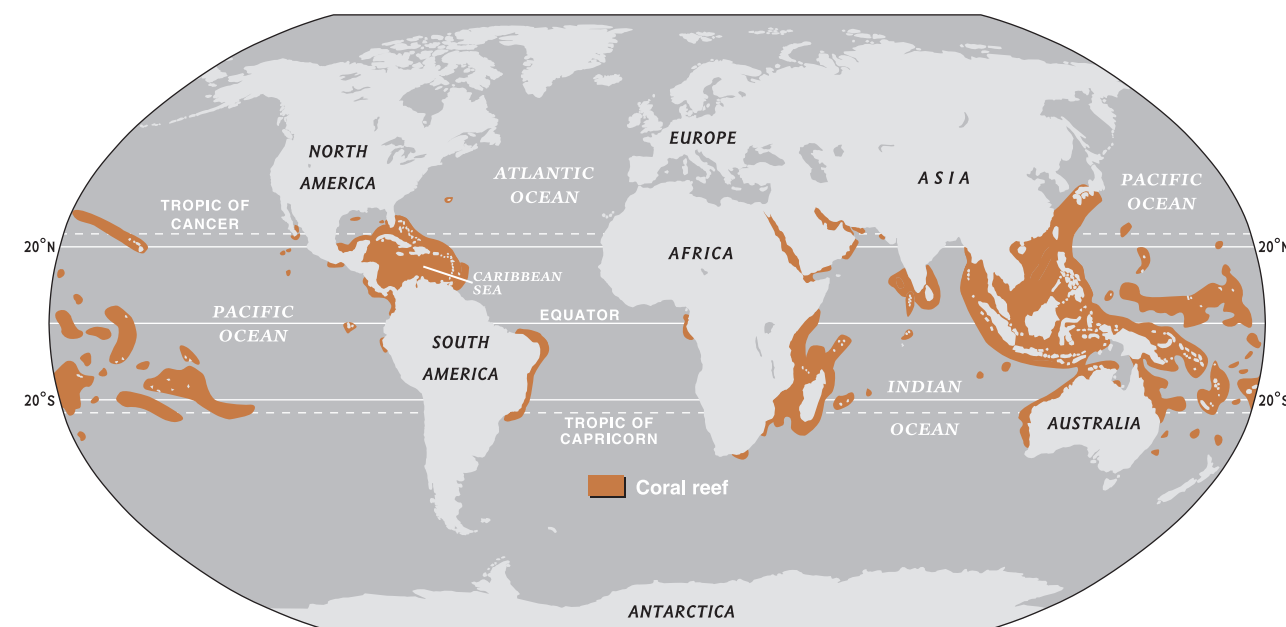 NORTH
AMERICA
EUROPE
ASIA
ATLANTIC
OCEAN
PACIFIC
OCEAN
TROPIC OF
CANCER
20°N
20°N
AFRICA
CARIBBEAN
SEA
PACIFIC
OCEAN
EQUATOR
SOUTH
AMERICA
INDIAN
OCEAN
20°S
20°S
TROPIC OF
CAPRICORN
AUSTRALIA
Coral reef
ANTARCTICA